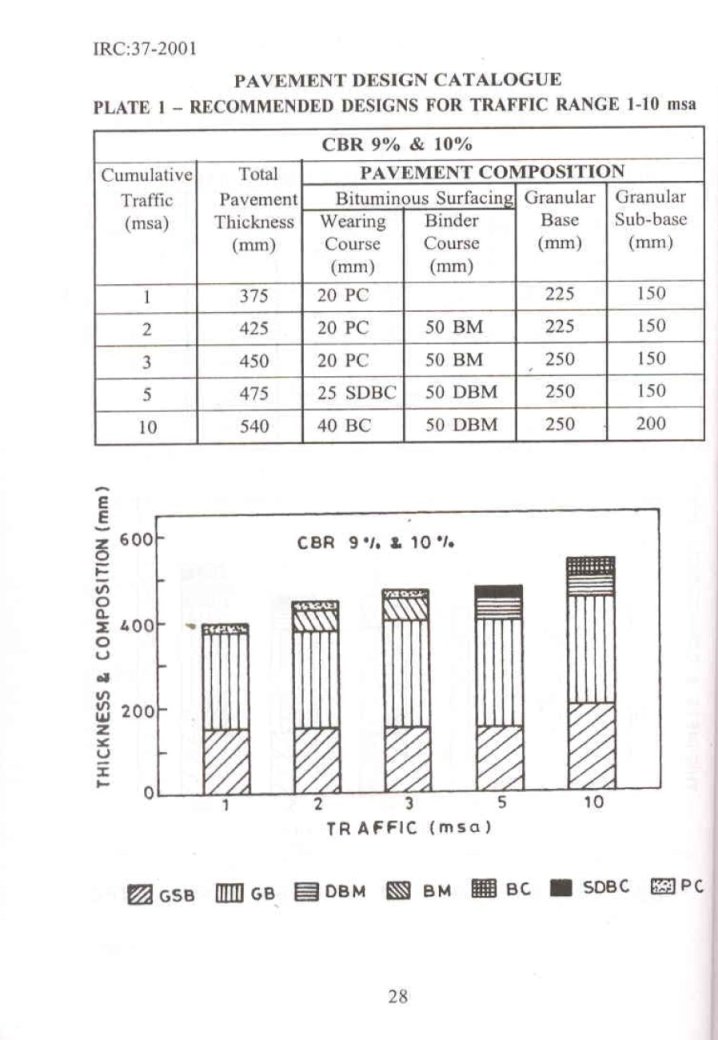 IRC:37-2001
PAVEMENT DESIGN CATALOGUE
PLATE 1 – RECOMMENDED DESIGNS FOR TRAFFIC RANGE 1-10 msa
CBR 9% & 10%
Cumulative Traffic (msa) Total Pavement Thickness (mm) PAVEMENT COMPOSITION
Bituminous Surfacing Granular Base (mm) Granular Sub-base (mm)
Wearing Course (mm) Binder Course (mm)
1 375 20 PC 225 150
2 425 20 PC 50 BM 225 150
3 450 20 PC 50 BM 250 150
5 475 25 SDBC 50 DBM 250 150
10 540 40 BC 50 DBM 250 200
THICKNESS & COMPOSITION (mm)
CBR 9 % & 10 %
600
400
200
0
1 2 3 5 10
TRAFFIC (msa)
GSB GB DBM BM BC SDBC PC
28